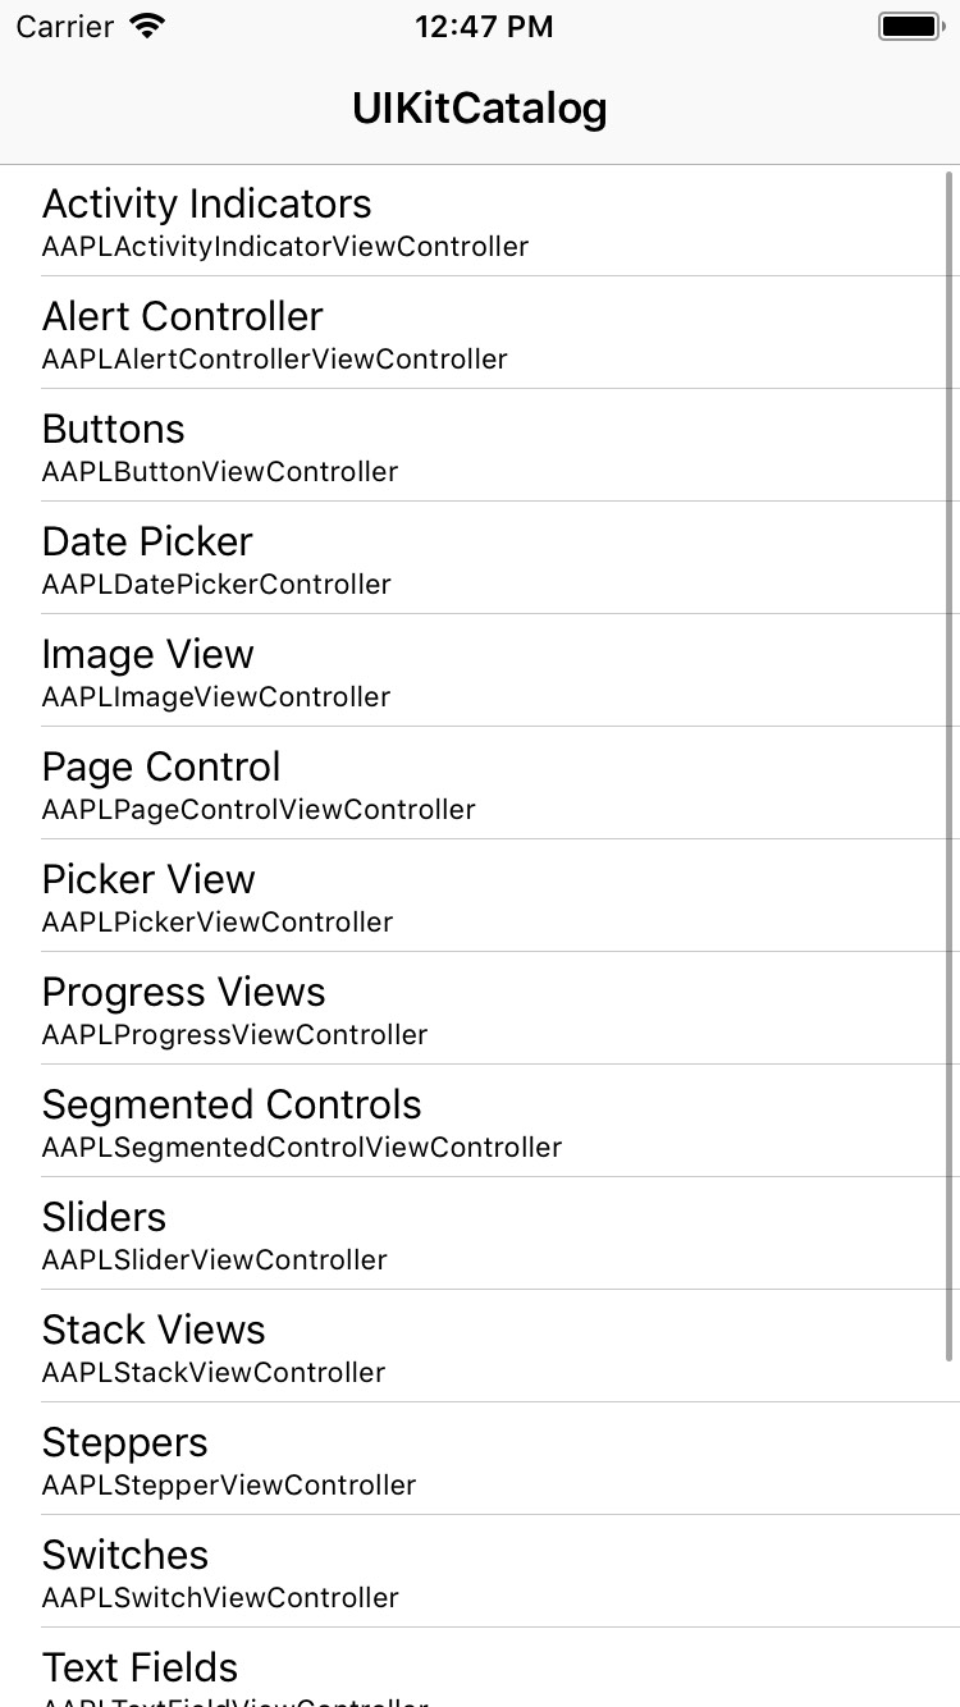 Carrier 12:47 PM
UIKitCatalog
Activity Indicators
AAPLActivityIndicatorViewController
Alert Controller
AAPLAlertControllerViewController
Buttons
AAPLButtonViewController
Date Picker
AAPLDatePickerController
Image View
AAPLImageViewController
Page Control
AAPLPageControlViewController
Picker View
AAPLPickerViewController
Progress Views
AAPLProgressViewController
Segmented Controls
AAPLSegmentedControlViewController
Sliders
AAPLSliderViewController
Stack Views
AAPLStackViewController
Steppers
AAPLStepperViewController
Switches
AAPLSwitchViewController
Text Fields
AAPLTextFieldViewController